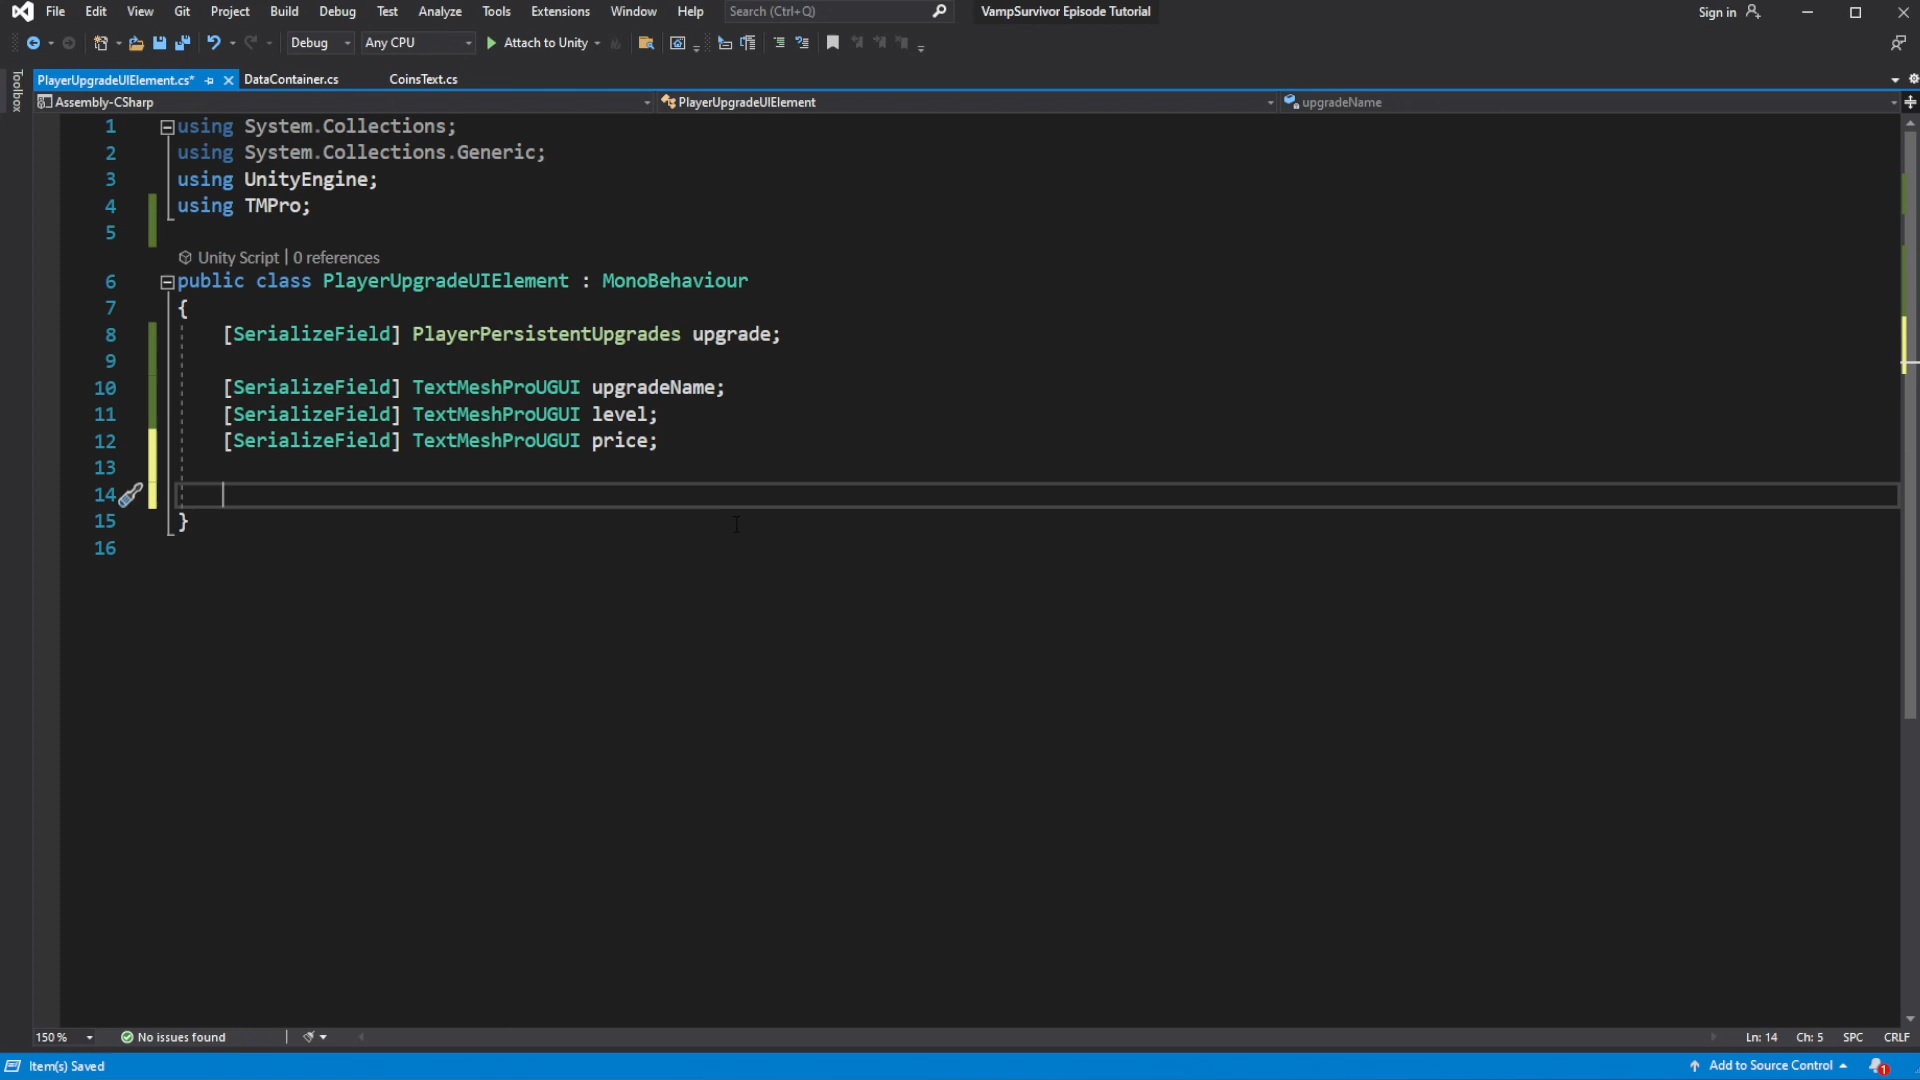 File Edit View Git Project Build Debug Test Analyze Tools Extensions Window Help Search (Ctrl+Q) VampSurvivor Episode Tutorial Sign in
Debug Any CPU Attach to Unity
Toolbox
PlayerUpgradeUIElement.cs* DataContainer.cs CoinsText.cs
Assembly-CSharp PlayerUpgradeUIElement upgradeName
1 using System.Collections;
2 using System.Collections.Generic;
3 using UnityEngine;
4 using TMPro;
5
Unity Script | 0 references
6 public class PlayerUpgradeUIElement : MonoBehaviour
7 {
8 [SerializeField] PlayerPersistentUpgrades upgrade;
9
10 [SerializeField] TextMeshProUGUI upgradeName;
11 [SerializeField] TextMeshProUGUI level;
12 [SerializeField] TextMeshProUGUI price;
13
14
15 }
16
150 % No issues found Ln: 14 Ch: 5 SPC CRLF
Item(s) Saved Add to Source Control 1